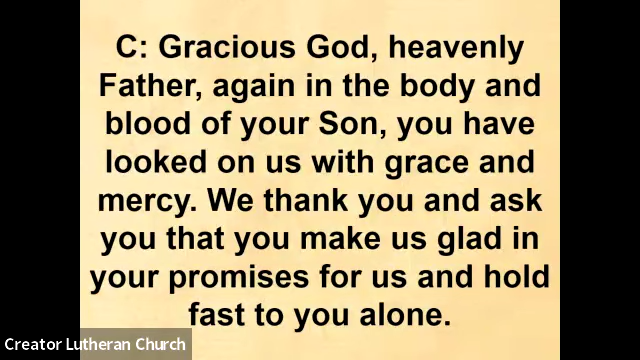 C: Gracious God, heavenly
Father, again in the body and
blood of your Son, you have
looked on us with grace and
mercy. We thank you and ask
you that you make us glad in
your promises for us and hold
fast to you alone.
Creator Lutheran Church